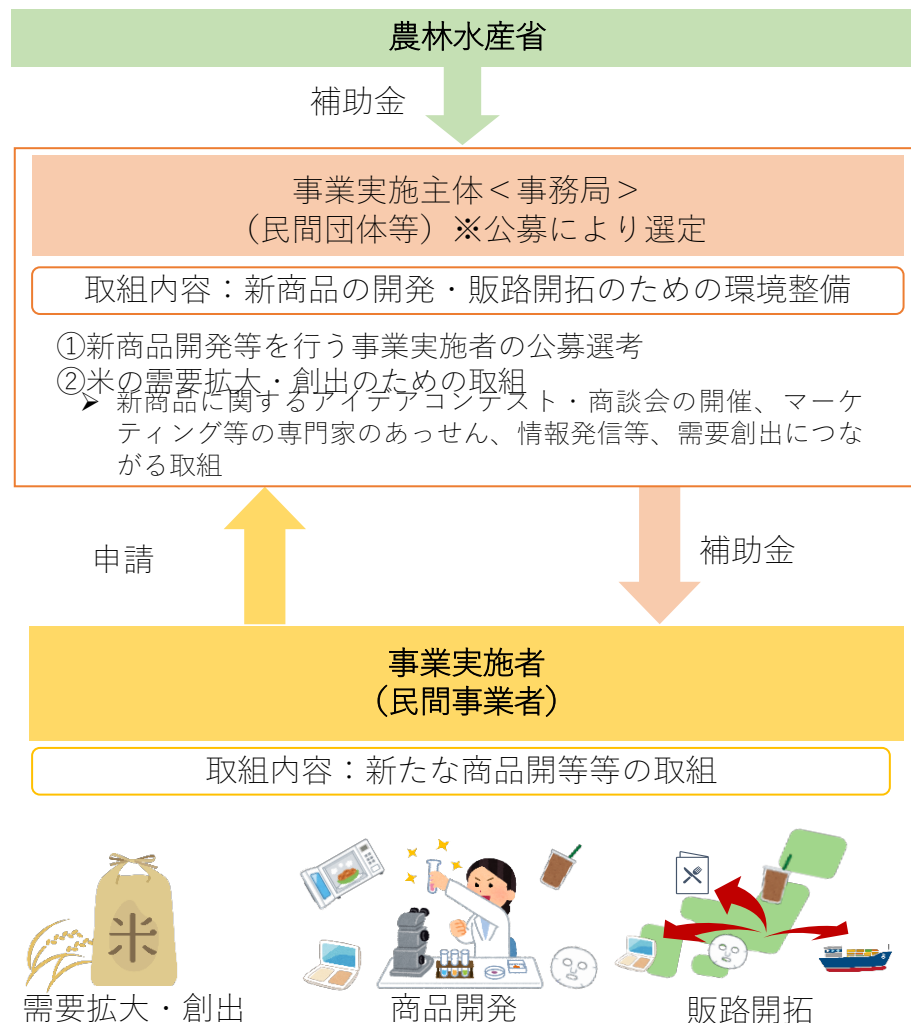 農林水産省
補助金
事業実施主体＜事務局＞
（民間団体等）※公募により選定
取組内容：新商品の開発・販路開拓のための環境整備
①新商品開発等を行う事業実施者の公募選考
②米の需要拡大・創出のための取組
➢ 新商品に関するアイデアコンテスト・商談会の開催、マーケ
ティング等の専門家のあっせん、情報発信等、需要創出につな
がる取組
申請
補助金
事業実施者
（民間事業者）
取組内容：新たな商品開等等の取組
米
需要拡大・創出
商品開発
販路開拓